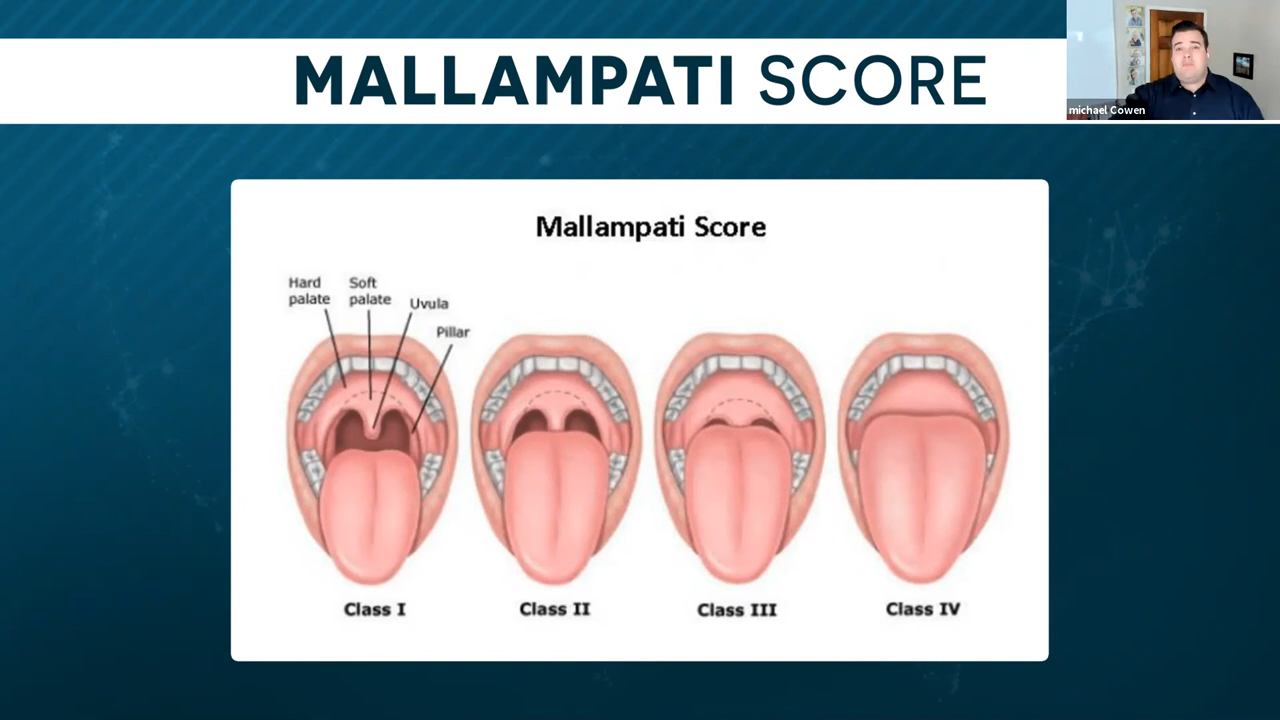 MALLAMPATI SCORE
michael Cowen
Mallampati Score
Hard
palate
Soft
palate
Uvula
Pillar
Class I
Class II
Class III
Class IV